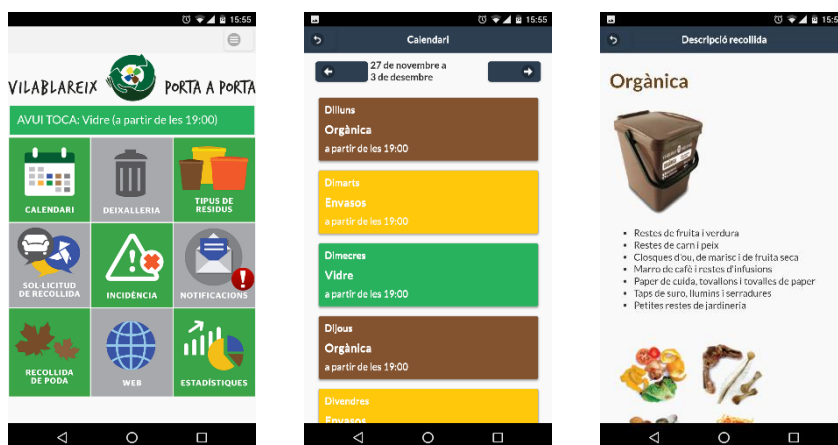 15:55
VILABLAREIX
PORTA A PORTA
AVUI TOCA: Vidre (a partir de les 19:00)
CALENDARI
DEIXALLERIA
TIPUS DE
RESIDUS
SOL·LICITUD
DE RECOLLIDA
INCIDÈNCIA
NOTIFICACIONS
RECOLLIDA
DE PODA
WEB
ESTADÍSTIQUES
15:55
Calendari
27 de novembre a
3 de desembre
Dilluns
Orgànica
a partir de les 19:00
Dimarts
Envasos
a partir de les 19:00
Dimecres
Vidre
a partir de les 19:00
Dijous
Orgànica
a partir de les 19:00
Divendres
Envasos
15:5
Descripció recollida
Orgànica
Restes de fruita i verdura
Restes de carn i peix
Closques d'ou, de marisc i de fruita seca
Marro de cafè i restes d'infusions
Paper de cuida, tovallons i tovalles de paper
Taps de suro, llumins i serradures
Petites restes de jardineria